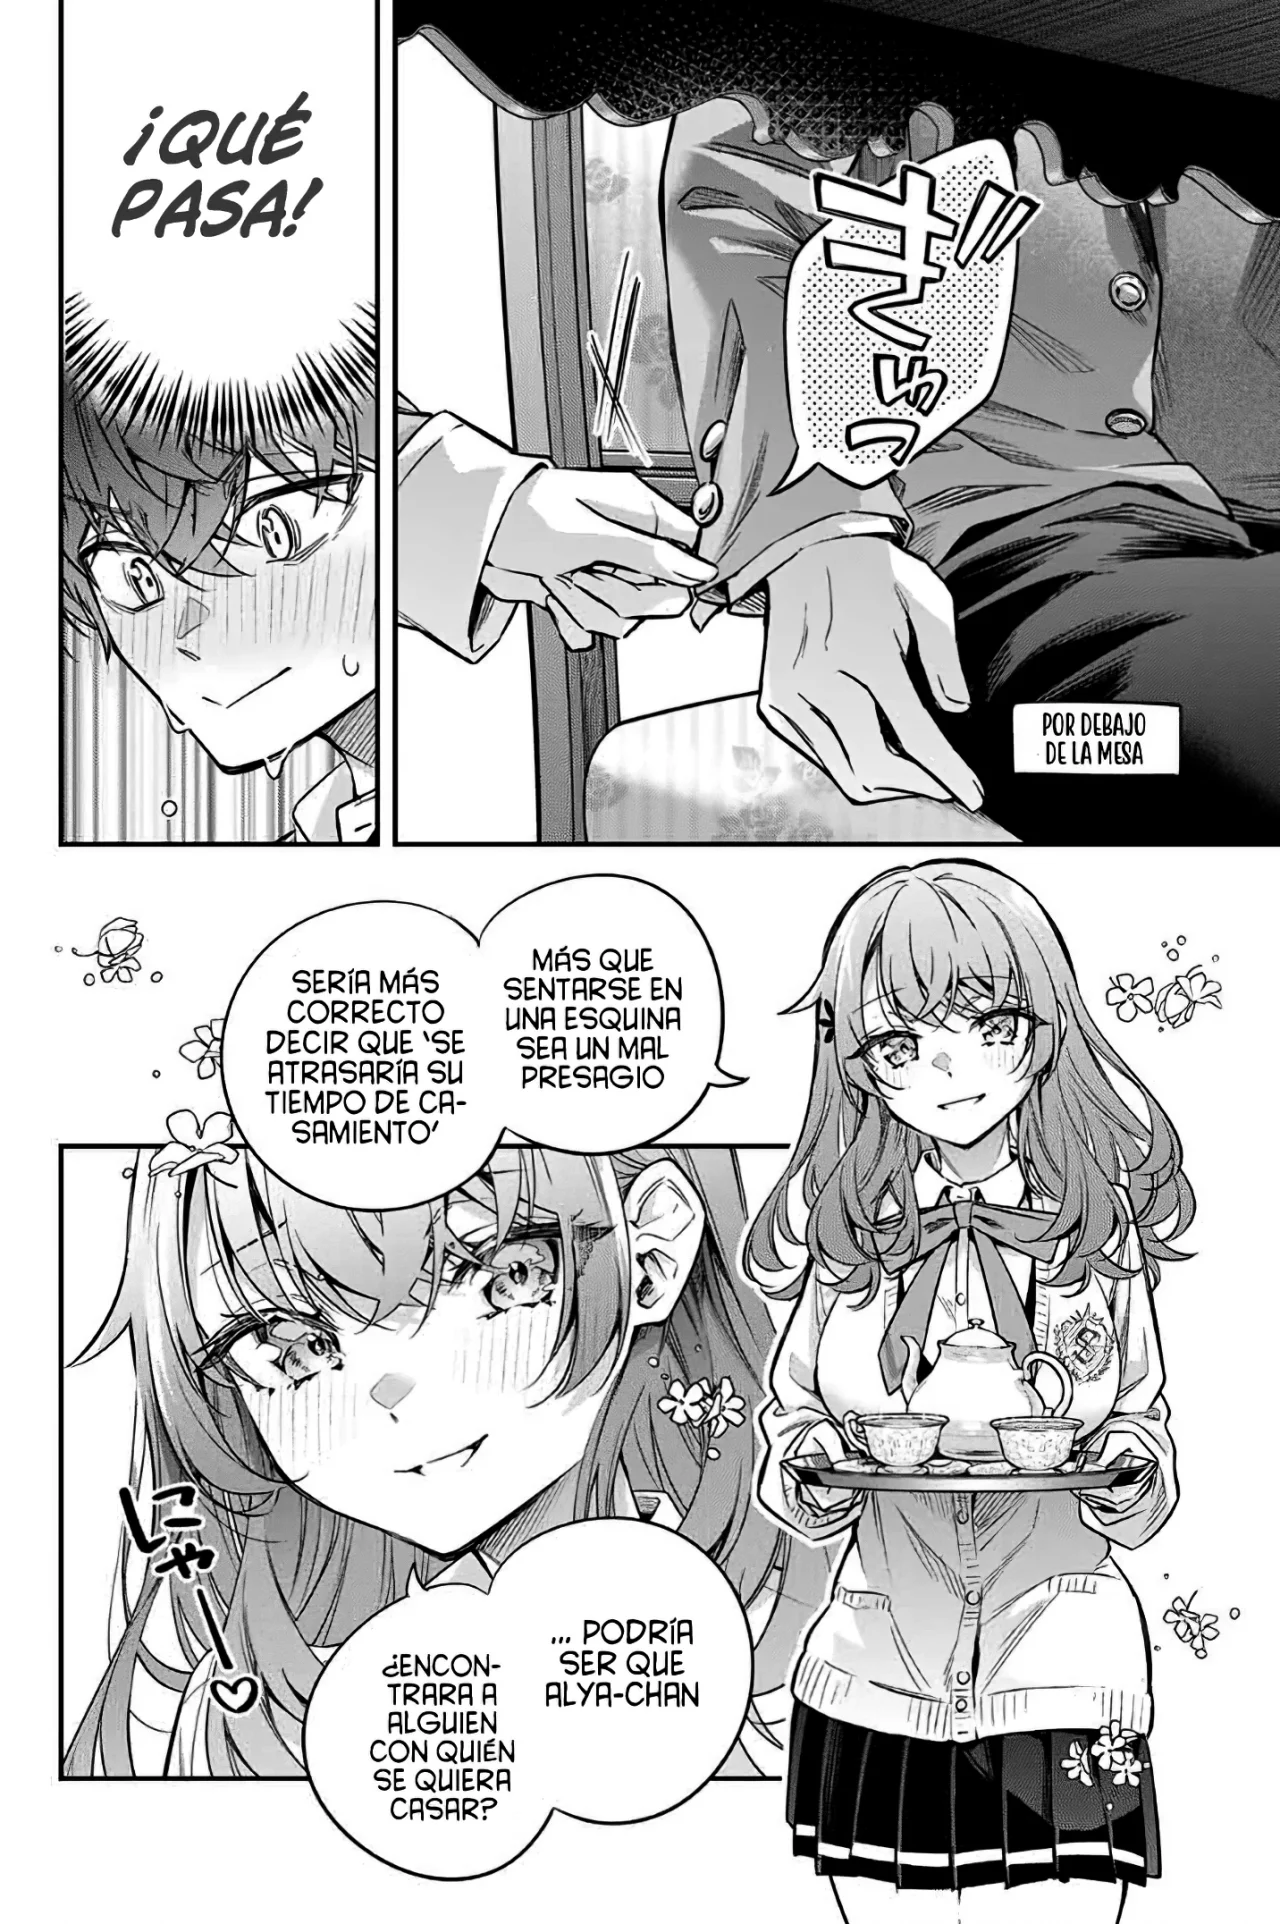 ぎゅっ
POR DEBAJO
DE LA MESA
¡QUÉ
PASA!
MÁS QUE
SENTARSE EN
UNA ESQUINA
SEA UN MAL
PRESAGIO
SERÍA MÁS
CORRECTO
DECIR QUE ‘SE
ATRASARÍA SU
TIEMPO DE CA-
SAMIENTO’
... PODRÍA
SER QUE
ALYA-CHAN
¿ENCON-
TRARA A
ALGUIEN
CON QUIÉN
SE QUIERA
CASAR?
にゃー♡